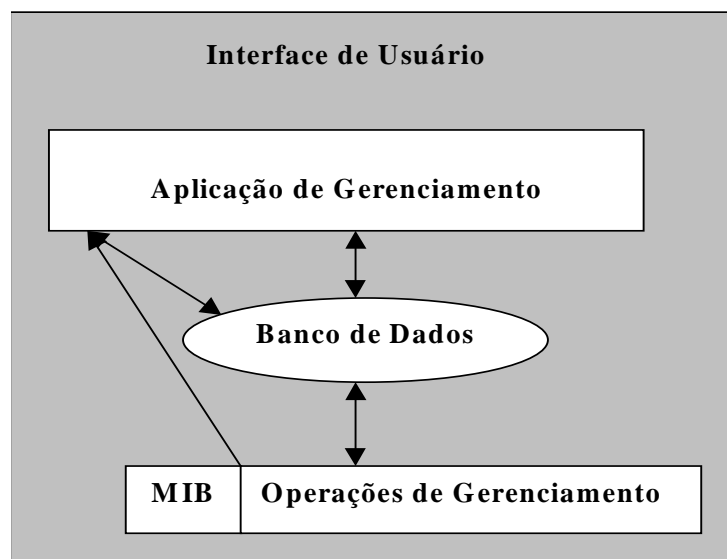 Interface de Usuário
Aplicação de Gerenciamento
Banco de Dados
MIB
Operações de Gerenciamento